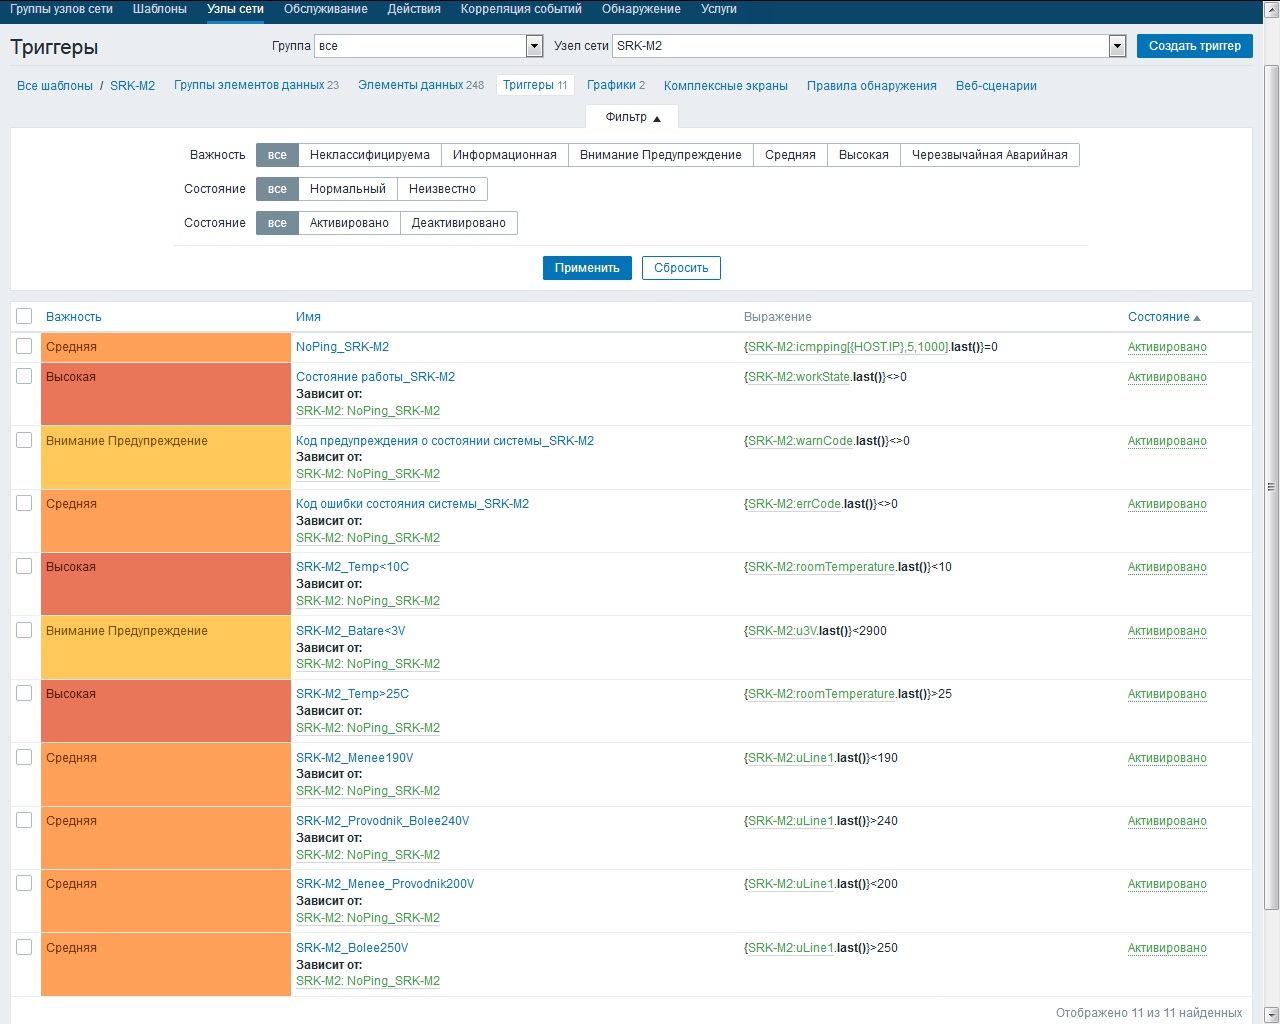 Группы узлов сети Шаблоны Узлы сети Обслуживание Действия Корреляция событий Обнаружение Услуги
Триггеры Группа все Узел сети SRK-M2 Создать триггер
Все шаблоны / SRK-M2 Группы элементов данных 23 Элементы данных 248 Триггеры 11 Графики 2 Комплексные экраны Правила обнаружения Веб-сценарии
Фильтр ▲
Важность все Неклассифицируема Информационная Внимание Предупреждение Средняя Высокая Черезвычайная Аварийная
Состояние все Нормальный Неизвестно
Состояние все Активировано Деактивировано
Применить Сбросить
Важность Имя Выражение Состояние ▲
Средняя NoPing_SRK-M2 {SRK-M2:icmpping[{HOST.IP},5,1000].last()}=0 Активировано
Высокая Состояние работы_SRK-M2 {SRK-M2:workState.last()}<>0 Активировано
Зависит от:
SRK-M2: NoPing_SRK-M2
Внимание Предупреждение Код предупреждения о состоянии системы_SRK-M2 {SRK-M2:warnCode.last()}<>0 Активировано
Зависит от:
SRK-M2: NoPing_SRK-M2
Средняя Код ошибки состояния системы_SRK-M2 {SRK-M2:errCode.last()}<>0 Активировано
Зависит от:
SRK-M2: NoPing_SRK-M2
Высокая SRK-M2_Temp<10C {SRK-M2:roomTemperature.last()}<10 Активировано
Зависит от:
SRK-M2: NoPing_SRK-M2
Внимание Предупреждение SRK-M2_Batare<3V {SRK-M2:u3V.last()}<2900 Активировано
Зависит от:
SRK-M2: NoPing_SRK-M2
Высокая SRK-M2_Temp>25C {SRK-M2:roomTemperature.last()}>25 Активировано
Зависит от:
SRK-M2: NoPing_SRK-M2
Средняя SRK-M2_Menee190V {SRK-M2:uLine1.last()}<190 Активировано
Зависит от:
SRK-M2: NoPing_SRK-M2
Средняя SRK-M2_Provodnik_Bolee240V {SRK-M2:uLine1.last()}>240 Активировано
Зависит от:
SRK-M2: NoPing_SRK-M2
Средняя SRK-M2_Menee_Provodnik200V {SRK-M2:uLine1.last()}<200 Активировано
Зависит от:
SRK-M2: NoPing_SRK-M2
Средняя SRK-M2_Bolee250V {SRK-M2:uLine1.last()}>250 Активировано
Зависит от:
SRK-M2: NoPing_SRK-M2
Отображено 11 из 11 найденных